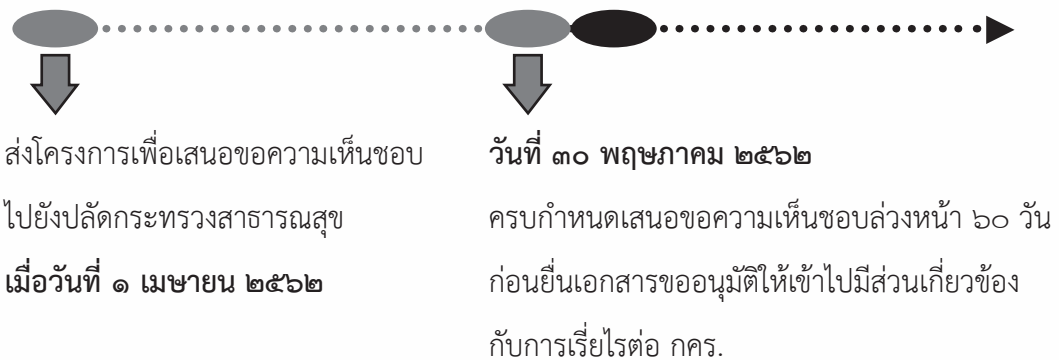 ส่งโครงการเพื่อเสนอขอความเห็นชอบ
ไปยังปลัดกระทรวงสาธารณสุข
เมื่อวันที่ ๑ เมษายน ๒๕๖๒
วันที่ ๓๐ พฤษภาคม ๒๕๖๒
ครบกำหนดเสนอขอความเห็นชอบล่วงหน้า ๖๐ วัน
ก่อนยื่นเอกสารขออนุมัติให้เข้าไปมีส่วนเกี่ยวข้อง
กับการเรี่ยไรต่อ กคร.